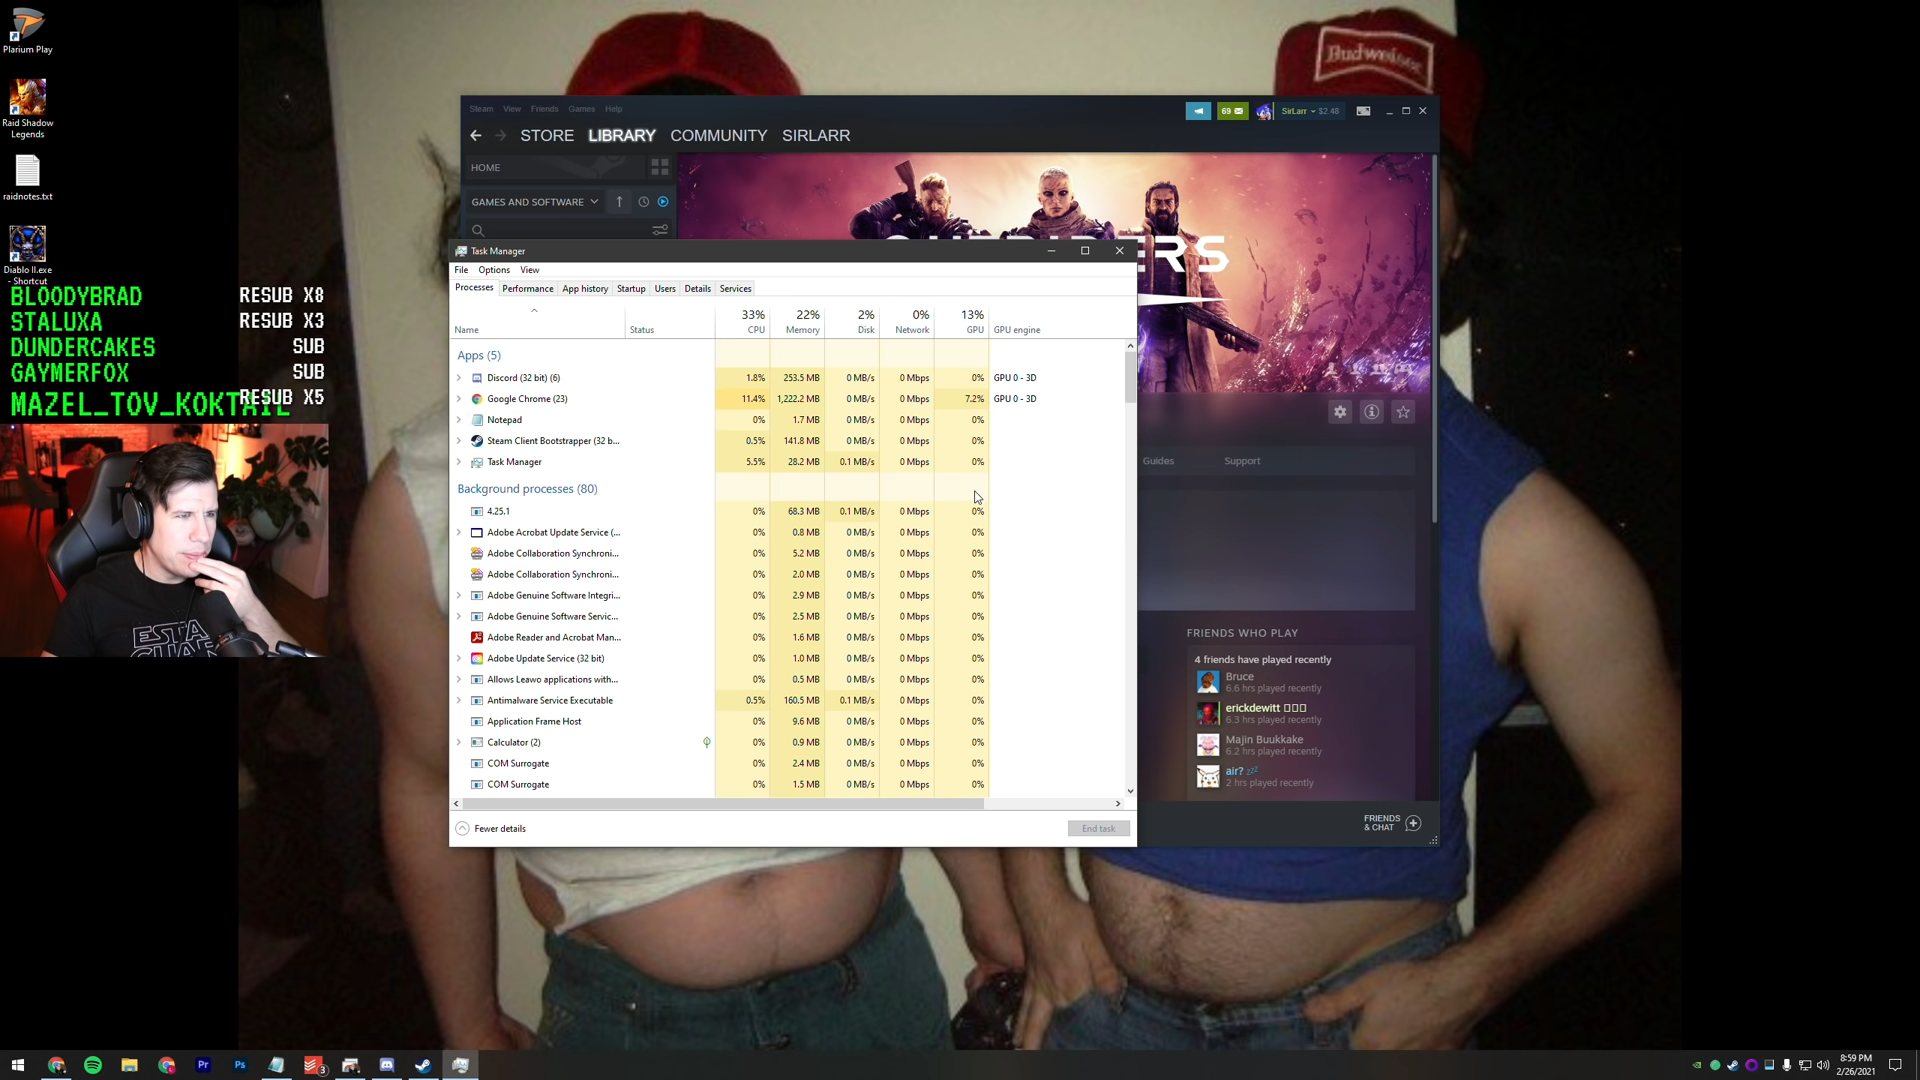 Plarium Play
Raid Shadow
Legends
raidnotes.txt
Diablo II.exe
- Shortcut
BLOODYBRAD RESUB X8
STALUXA RESUB X3
DUNDERCAKES SUB
GAYMERFOX SUB
MAZEL_TOV_KOKTAIL RESUB X5
ESTA
Budweiser
Steam View Friends Games Help
69
SirLarr $2.48
STORE LIBRARY COMMUNITY SIRLARR
HOME
GAMES AND SOFTWARE
RS
Task Manager
File Options View
Processes Performance App history Startup Users Details Services
33% 22% 2% 0% 13%
Name Status CPU Memory Disk Network GPU GPU engine
Apps (5)
Discord (32 bit) (6) 1.8% 253.5 MB 0 MB/s 0 Mbps 0% GPU 0 - 3D
Google Chrome (23) 11.4% 1,222.2 MB 0 MB/s 0 Mbps 7.2% GPU 0 - 3D
Notepad 0% 1.7 MB 0 MB/s 0 Mbps 0%
Steam Client Bootstrapper (32 b... 0.5% 141.8 MB 0 MB/s 0 Mbps 0%
Task Manager 5.5% 28.2 MB 0.1 MB/s 0 Mbps 0%
Background processes (80)
4.25.1 0% 68.3 MB 0.1 MB/s 0 Mbps 0%
Adobe Acrobat Update Service (... 0% 0.8 MB 0 MB/s 0 Mbps 0%
Adobe Collaboration Synchroni... 0% 5.2 MB 0 MB/s 0 Mbps 0%
Adobe Collaboration Synchroni... 0% 2.0 MB 0 MB/s 0 Mbps 0%
Adobe Genuine Software Integri... 0% 2.9 MB 0 MB/s 0 Mbps 0%
Adobe Genuine Software Servic... 0% 2.5 MB 0 MB/s 0 Mbps 0%
Adobe Reader and Acrobat Man... 0% 1.6 MB 0 MB/s 0 Mbps 0%
Adobe Update Service (32 bit) 0% 1.0 MB 0 MB/s 0 Mbps 0%
Allows Leawo applications with... 0% 0.5 MB 0 MB/s 0 Mbps 0%
Antimalware Service Executable 0.5% 160.5 MB 0.1 MB/s 0 Mbps 0%
Application Frame Host 0% 9.6 MB 0 MB/s 0 Mbps 0%
Calculator (2) 0% 0.9 MB 0 MB/s 0 Mbps 0%
COM Surrogate 0% 2.4 MB 0 MB/s 0 Mbps 0%
COM Surrogate 0% 1.5 MB 0 MB/s 0 Mbps 0%
Fewer details End task
Guides Support
FRIENDS WHO PLAY
4 friends have played recently
Bruce
6.6 hrs played recently
erickdewitt
6.3 hrs played recently
Majin Buukkake
6.2 hrs played recently
air? zzz
2 hrs played recently
FRIENDS
& CHAT
Pr Ps 3
8:59 PM
2/26/2021